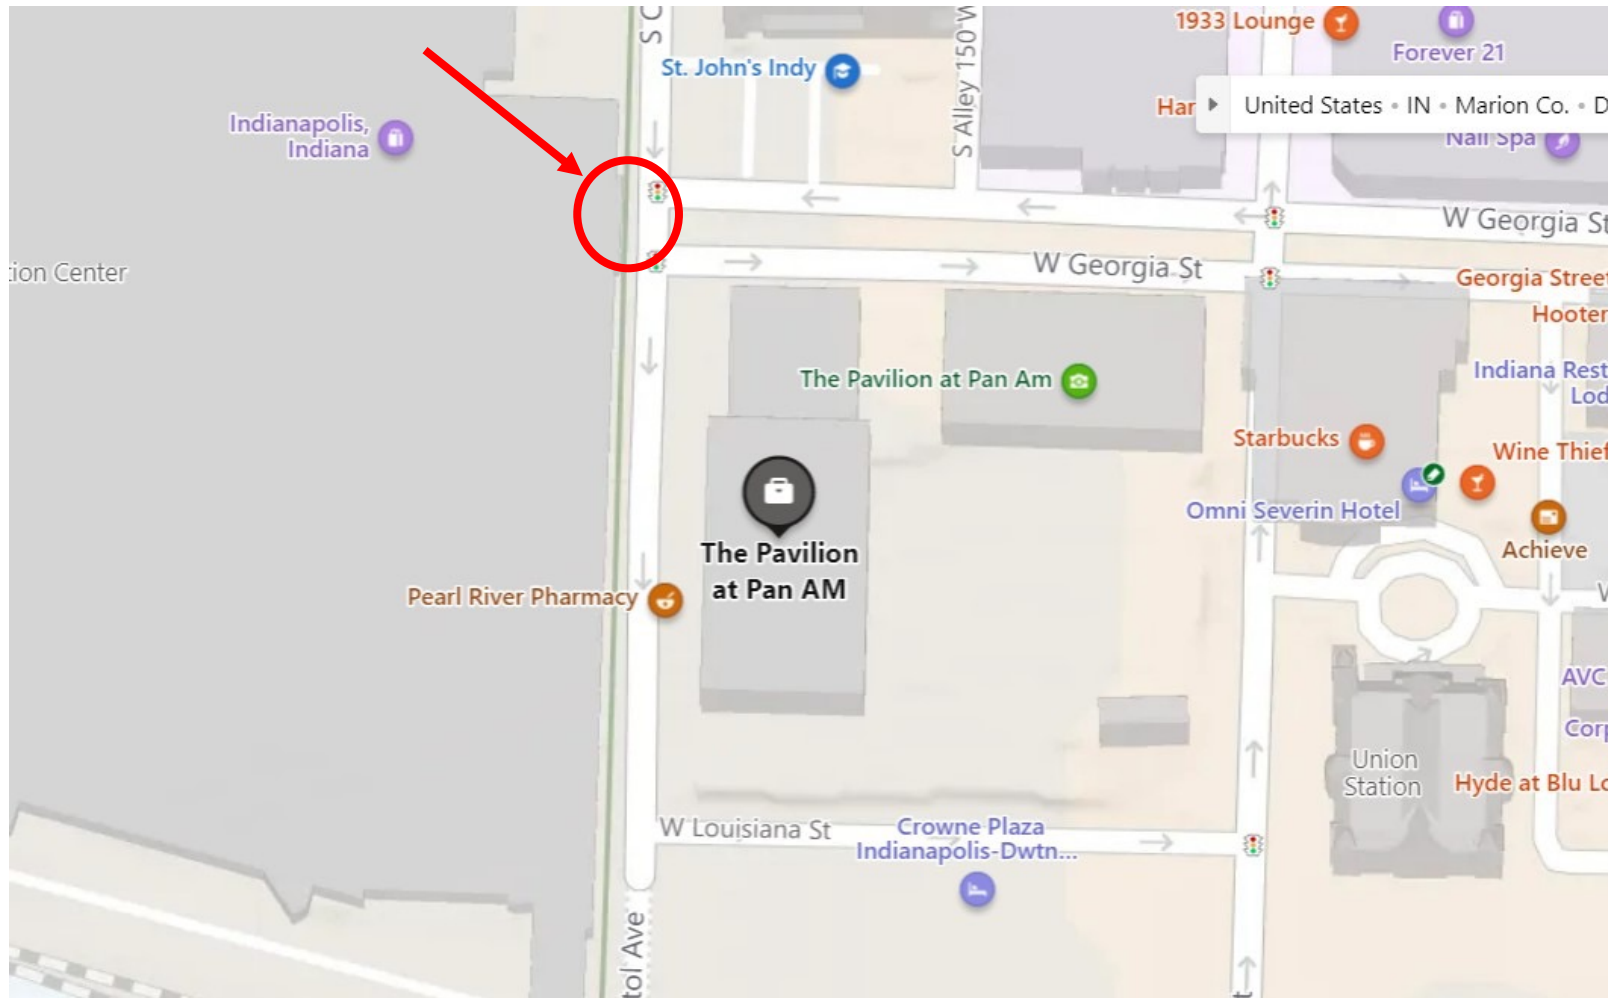 S C
S Alley 150 W
1933 Lounge
Forever 21
St. John's Indy
Har
United States • IN • Marion Co. • D
Nail Spa
Indianapolis,
Indiana
W Georgia St
tion Center
W Georgia St
Georgia Street
Hooter
The Pavilion at Pan Am
Indiana Rest
Lod
Starbucks
Wine Thief
Omni Severin Hotel
Achieve
The Pavilion
at Pan AM
Pearl River Pharmacy
W
AVC
Corp
Union
Station
Hyde at Blu Lo
W Louisiana St
Crowne Plaza
Indianapolis-Dwtn...
tol Ave
t